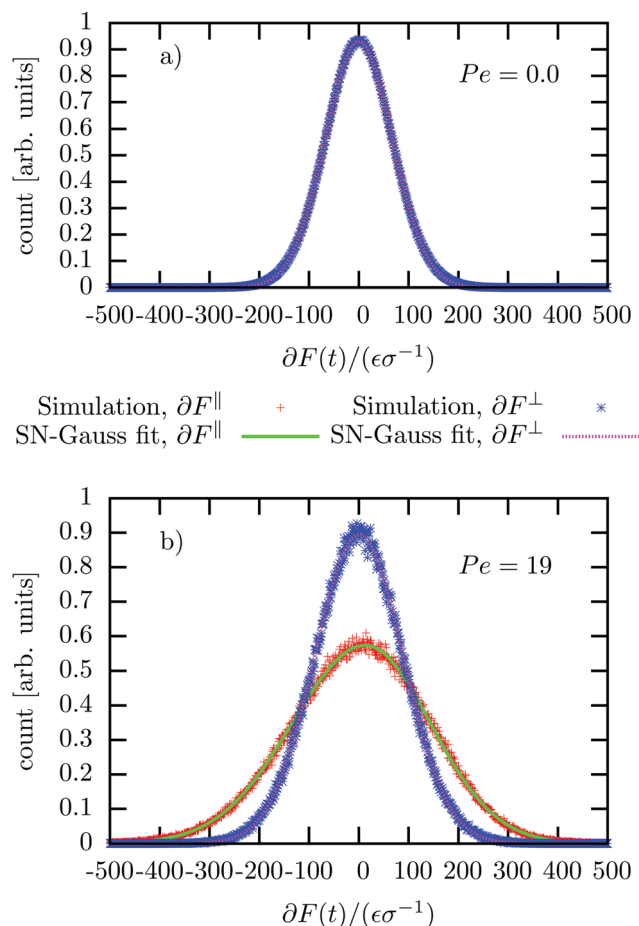 1
0.9
0.8
0.7
0.6
0.5
0.4
0.3
0.2
0.1
0
count [arb. units]
a)
Pe = 0.0
-500 -400 -300 -200 -100 0 100 200 300 400 500
∂F(t)/(ϵσ⁻¹)
Simulation, ∂F∥ Simulation, ∂F⊥
SN-Gauss fit, ∂F∥ SN-Gauss fit, ∂F⊥
1
0.9
0.8
0.7
0.6
0.5
0.4
0.3
0.2
0.1
0
count [arb. units]
b)
Pe = 19
-500 -400 -300 -200 -100 0 100 200 300 400 500
∂F(t)/(ϵσ⁻¹)